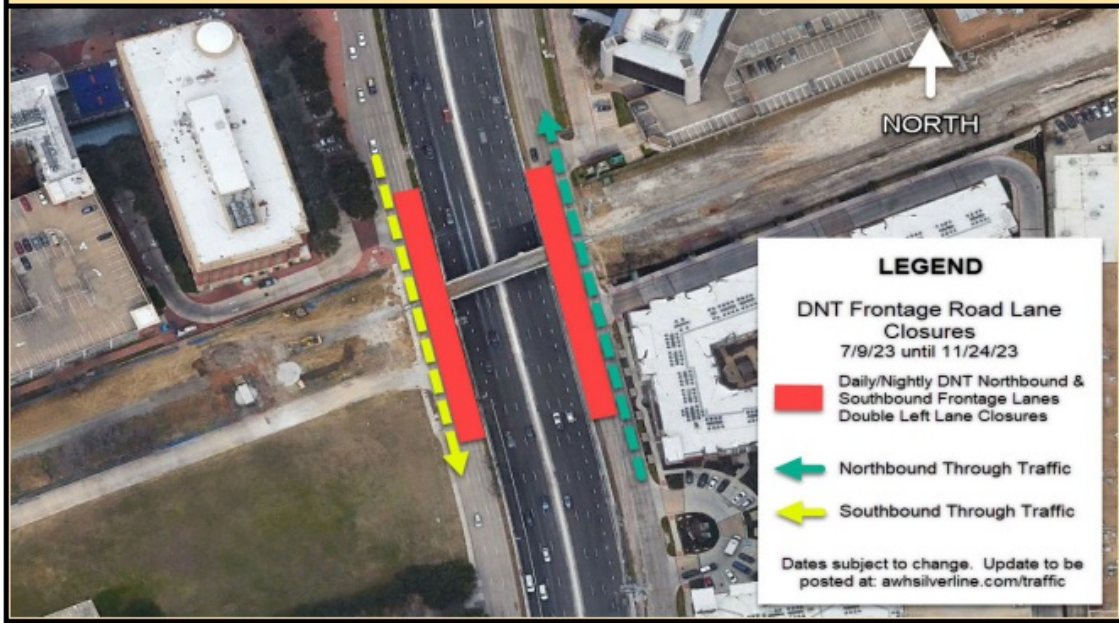 NORTH
LEGEND
DNT Frontage Road Lane
Closures
7/9/23 until 11/24/23
Daily/Nightly DNT Northbound &
Southbound Frontage Lanes
Double Left Lane Closures
Northbound Through Traffic
Southbound Through Traffic
Dates subject to change. Update to be
posted at: awhsilverline.com/traffic